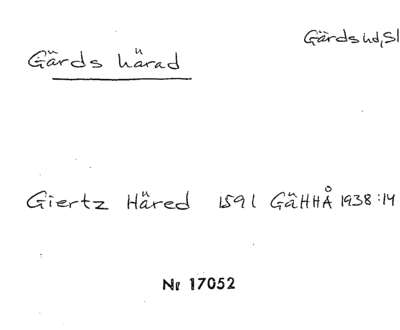 Gärds hd, Sl
Gärds härad
Giertz Häred 1591 GäHHÅ 1938:14
Nr 17052